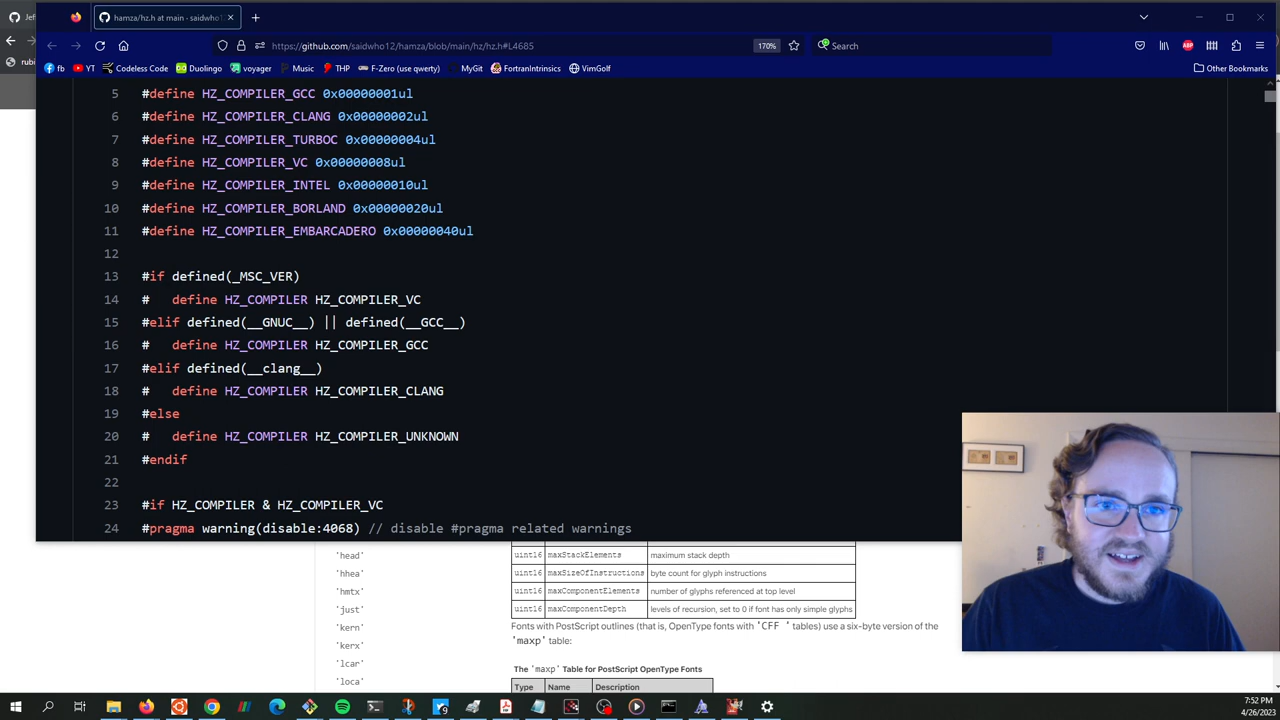 Jef
hamza/hz.h at main · saidwho12
https://github.com/saidwho12/hamza/blob/main/hz/hz.h#L4685
170%
Search
rubi
fb
YT
Codeless Code
Duolingo
voyager
Music
THP
F-Zero (use qwerty)
MyGit
FortranIntrinsics
VimGolf
Other Bookmarks
5 #define HZ_COMPILER_GCC 0x00000001ul
6 #define HZ_COMPILER_CLANG 0x00000002ul
7 #define HZ_COMPILER_TURBOC 0x00000004ul
8 #define HZ_COMPILER_VC 0x00000008ul
9 #define HZ_COMPILER_INTEL 0x00000010ul
10 #define HZ_COMPILER_BORLAND 0x00000020ul
11 #define HZ_COMPILER_EMBARCADERO 0x00000040ul
12
13 #if defined(_MSC_VER)
14 #   define HZ_COMPILER HZ_COMPILER_VC
15 #elif defined(__GNUC__) || defined(__GCC__)
16 #   define HZ_COMPILER HZ_COMPILER_GCC
17 #elif defined(__clang__)
18 #   define HZ_COMPILER HZ_COMPILER_CLANG
19 #else
20 #   define HZ_COMPILER HZ_COMPILER_UNKNOWN
21 #endif
22
23 #if HZ_COMPILER & HZ_COMPILER_VC
24 #pragma warning(disable:4068) // disable #pragma related warnings
'head'
'hhea'
'hmtx'
'just'
'kern'
'kerx'
'lcar'
'loca'
uint16 maxStackElements maximum stack depth
uint16 maxSizeOfInstructions byte count for glyph instructions
uint16 maxComponentElements number of glyphs referenced at top level
uint16 maxComponentDepth levels of recursion, set to 0 if font has only simple glyphs
Fonts with PostScript outlines (that is, OpenType fonts with 'CFF ' tables) use a six-byte version of the
'maxp' table:
The 'maxp' Table for PostScript OpenType Fonts
Type Name Description
7:52 PM
4/26/2023